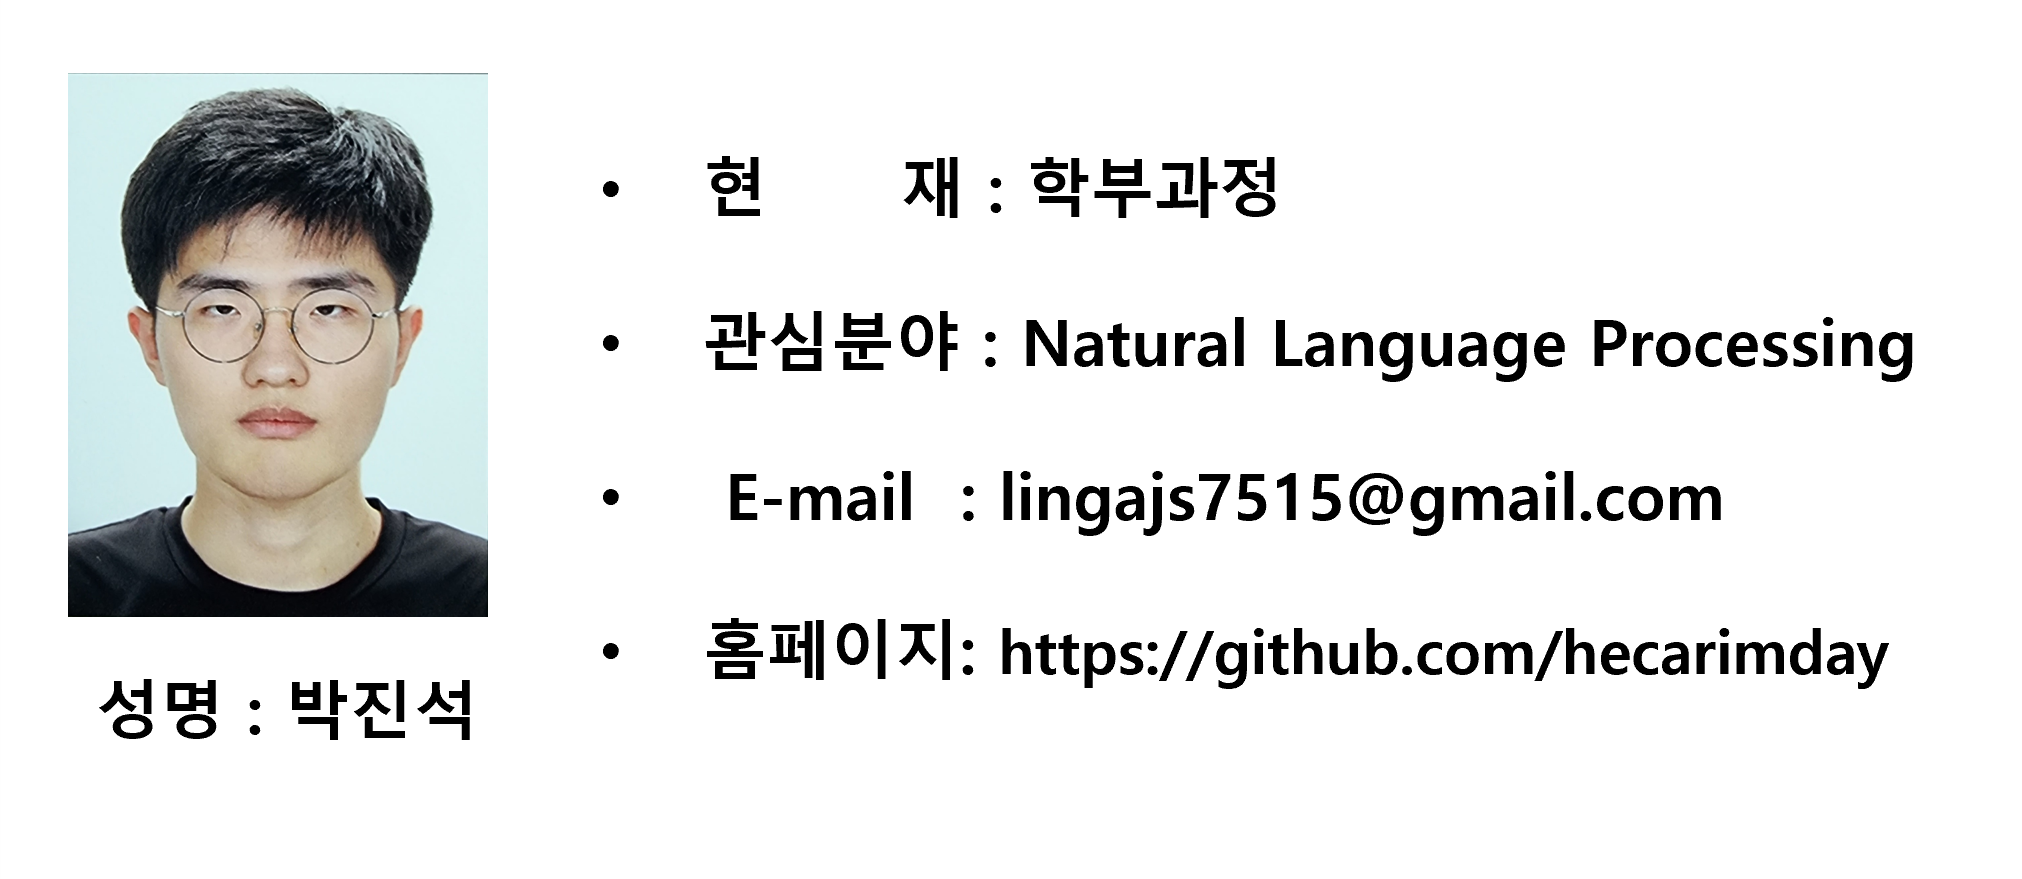 • 현 재 : 학부과정
• 관심분야 : Natural Language Processing
• E-mail : lingajs7515@gmail.com
• 홈페이지: https://github.com/hecarimday
성명 : 박진석